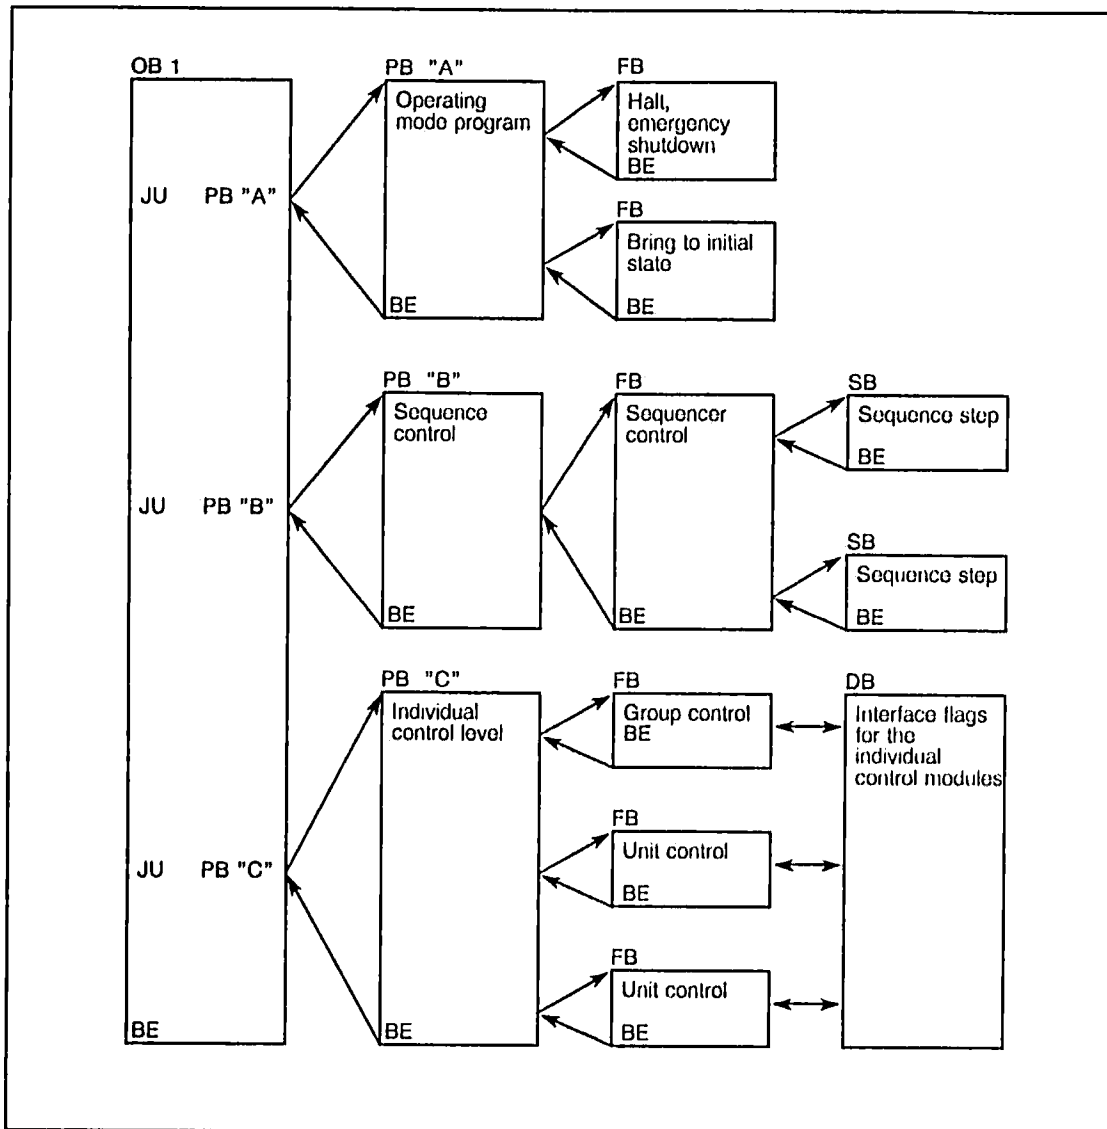 OB 1
JU PB "A"
JU PB "B"
JU PB "C"
BE
PB "A"
Operating
mode program
BE
FB
Halt,
emergency
shutdown
BE
FB
Bring to initial
state
BE
PB "B"
Sequence
control
BE
FB
Sequencer
control
BE
SB
Sequence step
BE
SB
Sequence step
BE
PB "C"
Individual
control level
BE
FB
Group control
BE
FB
Unit control
BE
FB
Unit control
BE
DB
Interface flags
for the
individual
control modules